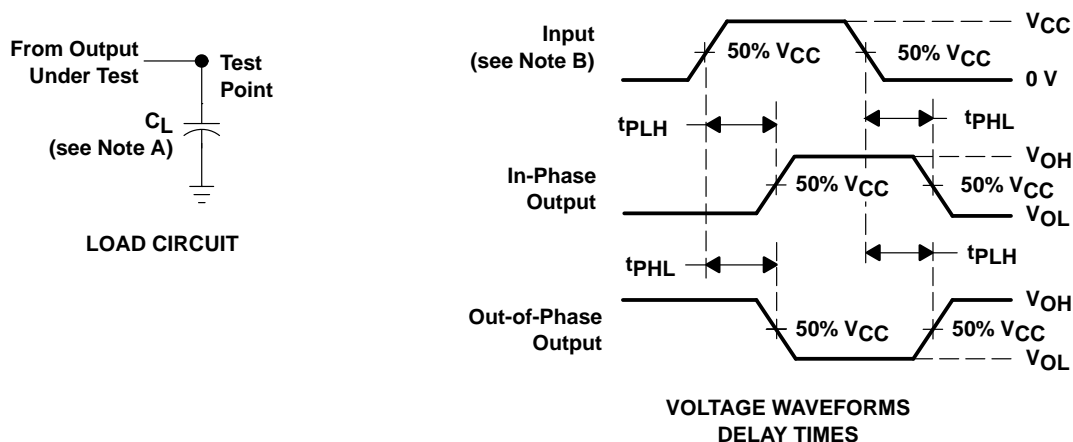 From Output
Under Test
Test
Point
CL
(see Note A)
LOAD CIRCUIT
Input
(see Note B)
50% VCC
50% VCC
VCC
0 V
tPLH
tPHL
In-Phase
Output
50% VCC
50% VCC
VOH
VOL
tPHL
tPLH
Out-of-Phase
Output
50% VCC
50% VCC
VOH
VOL
VOLTAGE WAVEFORMS
DELAY TIMES